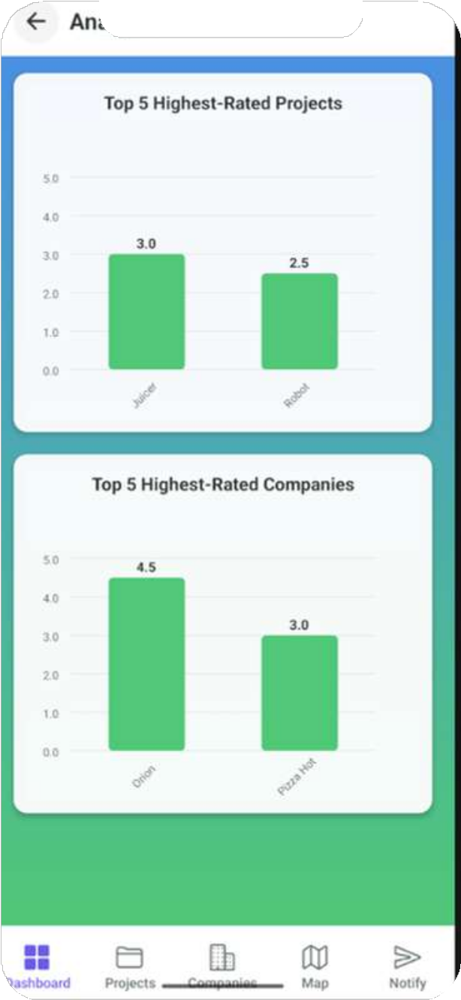 Top 5 Highest-Rated Projects
5.0
4.0
3.0
2.0
1.0
0.0
3.0
2.5
Juicer
Robot
Top 5 Highest-Rated Companies
5.0
4.0
3.0
2.0
1.0
0.0
4.5
3.0
Orion
Pizza Hot
Dashboard Projects Companies Map Notify